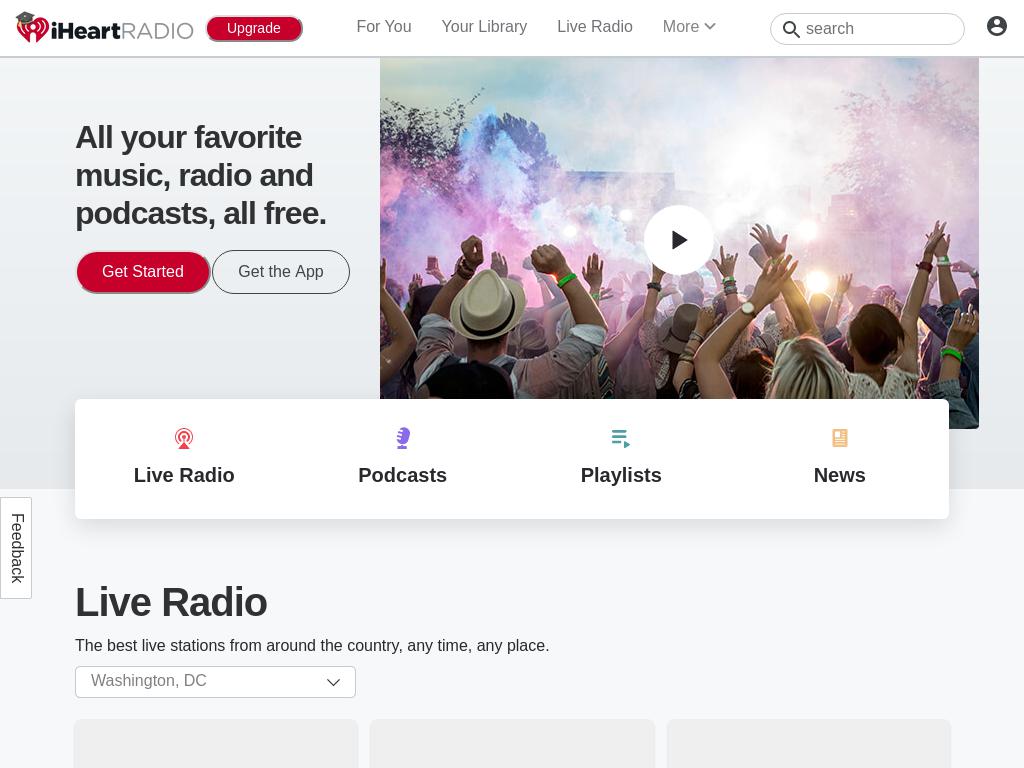 iHeartRADIO
Upgrade
For You
Your Library
Live Radio
More
search
All your favorite
music, radio and
podcasts, all free.
Get Started
Get the App
Live Radio
Podcasts
Playlists
News
Feedback
Live Radio
The best live stations from around the country, any time, any place.
Washington, DC